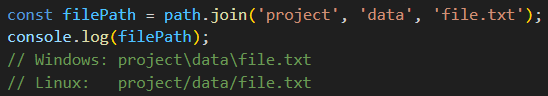 const filePath = path.join('project', 'data', 'file.txt');
console.log(filePath);
// Windows: project\data\file.txt
// Linux:   project/data/file.txt